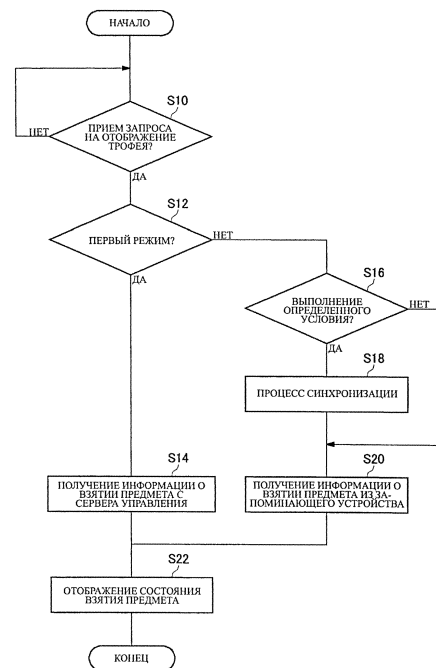 НАЧАЛО
S10
ПРИЕМ ЗАПРОСА
НА ОТОБРАЖЕНИЕ
ТРОФЕЯ?
НЕТ
ДА
S12
ПЕРВЫЙ РЕЖИМ?
НЕТ
ДА
S16
ВЫПОЛНЕНИЕ
ОПРЕДЕЛЕННОГО
УСЛОВИЯ?
НЕТ
ДА
S18
ПРОЦЕСС СИНХРОНИЗАЦИИ
S14
ПОЛУЧЕНИЕ ИНФОРМАЦИИ О
ВЗЯТИИ ПРЕДМЕТА С
СЕРВЕРА УПРАВЛЕНИЯ
S20
ПОЛУЧЕНИЕ ИНФОРМАЦИИ О
ВЗЯТИИ ПРЕДМЕТА ИЗ ЗА-
ПОМИНАЮЩЕГО УСТРОЙСТВА
S22
ОТОБРАЖЕНИЕ СОСТОЯНИЯ
ВЗЯТИЯ ПРЕДМЕТА
КОНЕЦ